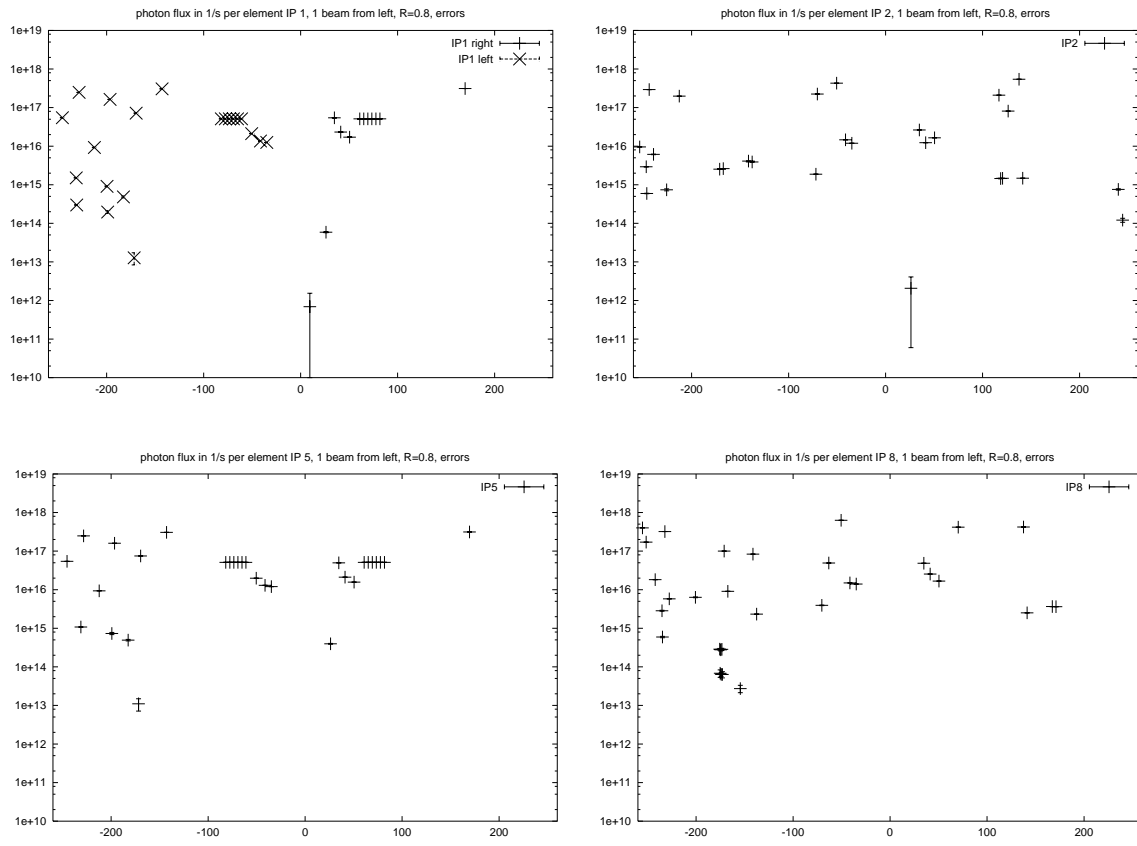 photon flux in 1/s per element IP 1, 1 beam from left, R=0.8, errors
1e+19
1e+18
1e+17
1e+16
1e+15
1e+14
1e+13
1e+12
1e+11
1e+10
-200 -100 0 100 200
IP1 right
IP1 left
photon flux in 1/s per element IP 2, 1 beam from left, R=0.8, errors
1e+19
1e+18
1e+17
1e+16
1e+15
1e+14
1e+13
1e+12
1e+11
1e+10
-200 -100 0 100 200
IP2
photon flux in 1/s per element IP 5, 1 beam from left, R=0.8, errors
1e+19
1e+18
1e+17
1e+16
1e+15
1e+14
1e+13
1e+12
1e+11
1e+10
-200 -100 0 100 200
IP5
photon flux in 1/s per element IP 8, 1 beam from left, R=0.8, errors
1e+19
1e+18
1e+17
1e+16
1e+15
1e+14
1e+13
1e+12
1e+11
1e+10
-200 -100 0 100 200
IP8